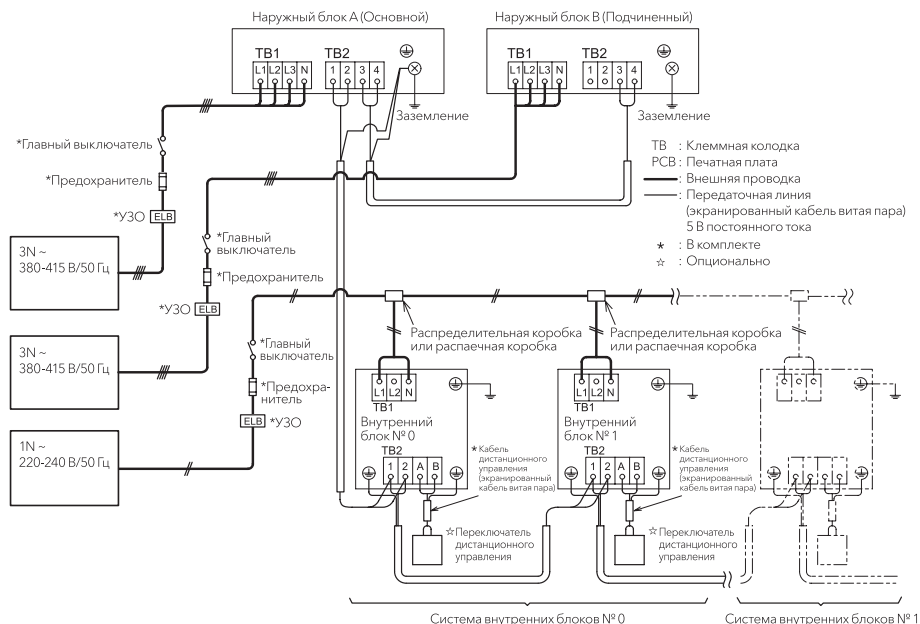 Наружный блок А (Основной)
Наружный блок В (Подчиненный)
TB1
TB2
L1 L2 L3 N
1 2 3 4
TB1
TB2
L1 L2 L3 N
1 2 3 4
Заземление
Заземление
*Главный выключатель
*Предохранитель
*УЗО
ELB
3N ~
380-415 В/50 Гц
*Главный
выключатель
*Предохранитель
*УЗО
ELB
3N ~
380-415 В/50 Гц
*Главный
выключатель
*Предохра-
нитель
ELB
*УЗО
1N ~
220-240 В/50 Гц
TB : Клеммная колодка
PCB : Печатная плата
: Внешняя проводка
: Передаточная линия
(экранированный кабель витая пара)
5 В постоянного тока
* : В комплекте
☆ : Опционально
Распределительная коробка
или распаечная коробка
Распределительная коробка
или распаечная коробка
L1 L2 N
TB1
Внутренний
блок № 0
TB2
1 2 A B
*Кабель
дистанционного
управления
(экранированный
кабель витая пара)
☆Переключатель
дистанционного
управления
L1 L2 N
TB1
Внутренний
блок № 1
TB2
1 2 A B
*Кабель
дистанционного
управления
(экранированный
кабель витая пара)
☆Переключатель
дистанционного
управления
Система внутренних блоков № 0
Система внутренних блоков № 1